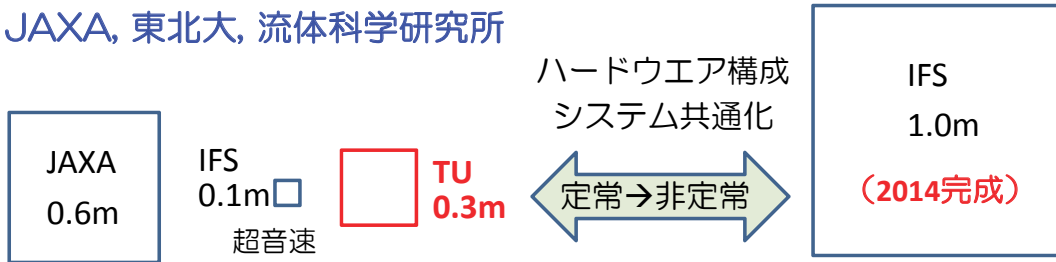 JAXA, 東北大, 流体科学研究所
JAXA
0.6m
IFS
0.1m
超音速
TU
0.3m
ハードウエア構成
システム共通化
定常→非定常
IFS
1.0m
（2014完成）